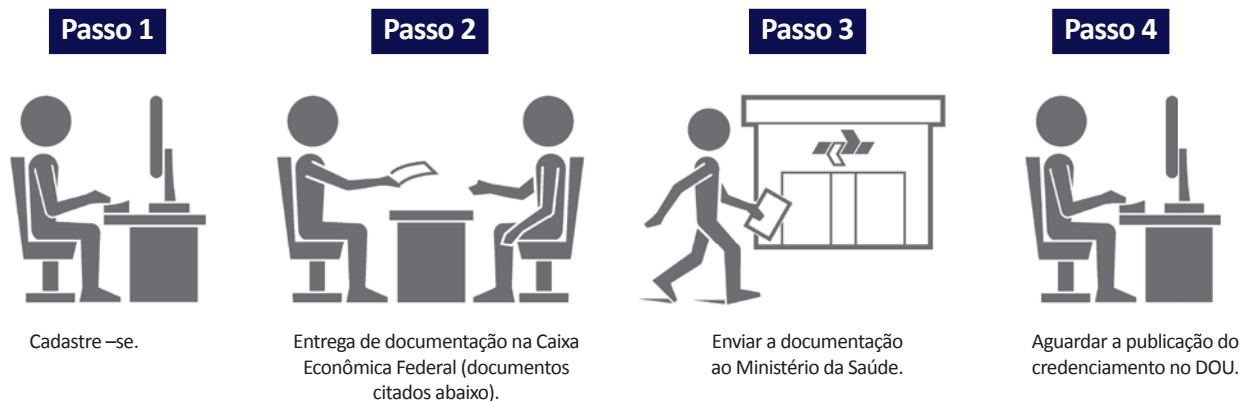 Passo 1
Passo 2
Passo 3
Passo 4
Cadastre –se.
Entrega de documentação na Caixa
Econômica Federal (documentos
citados abaixo).
Enviar a documentação
ao Ministério da Saúde.
Aguardar a publicação do
credenciamento no DOU.